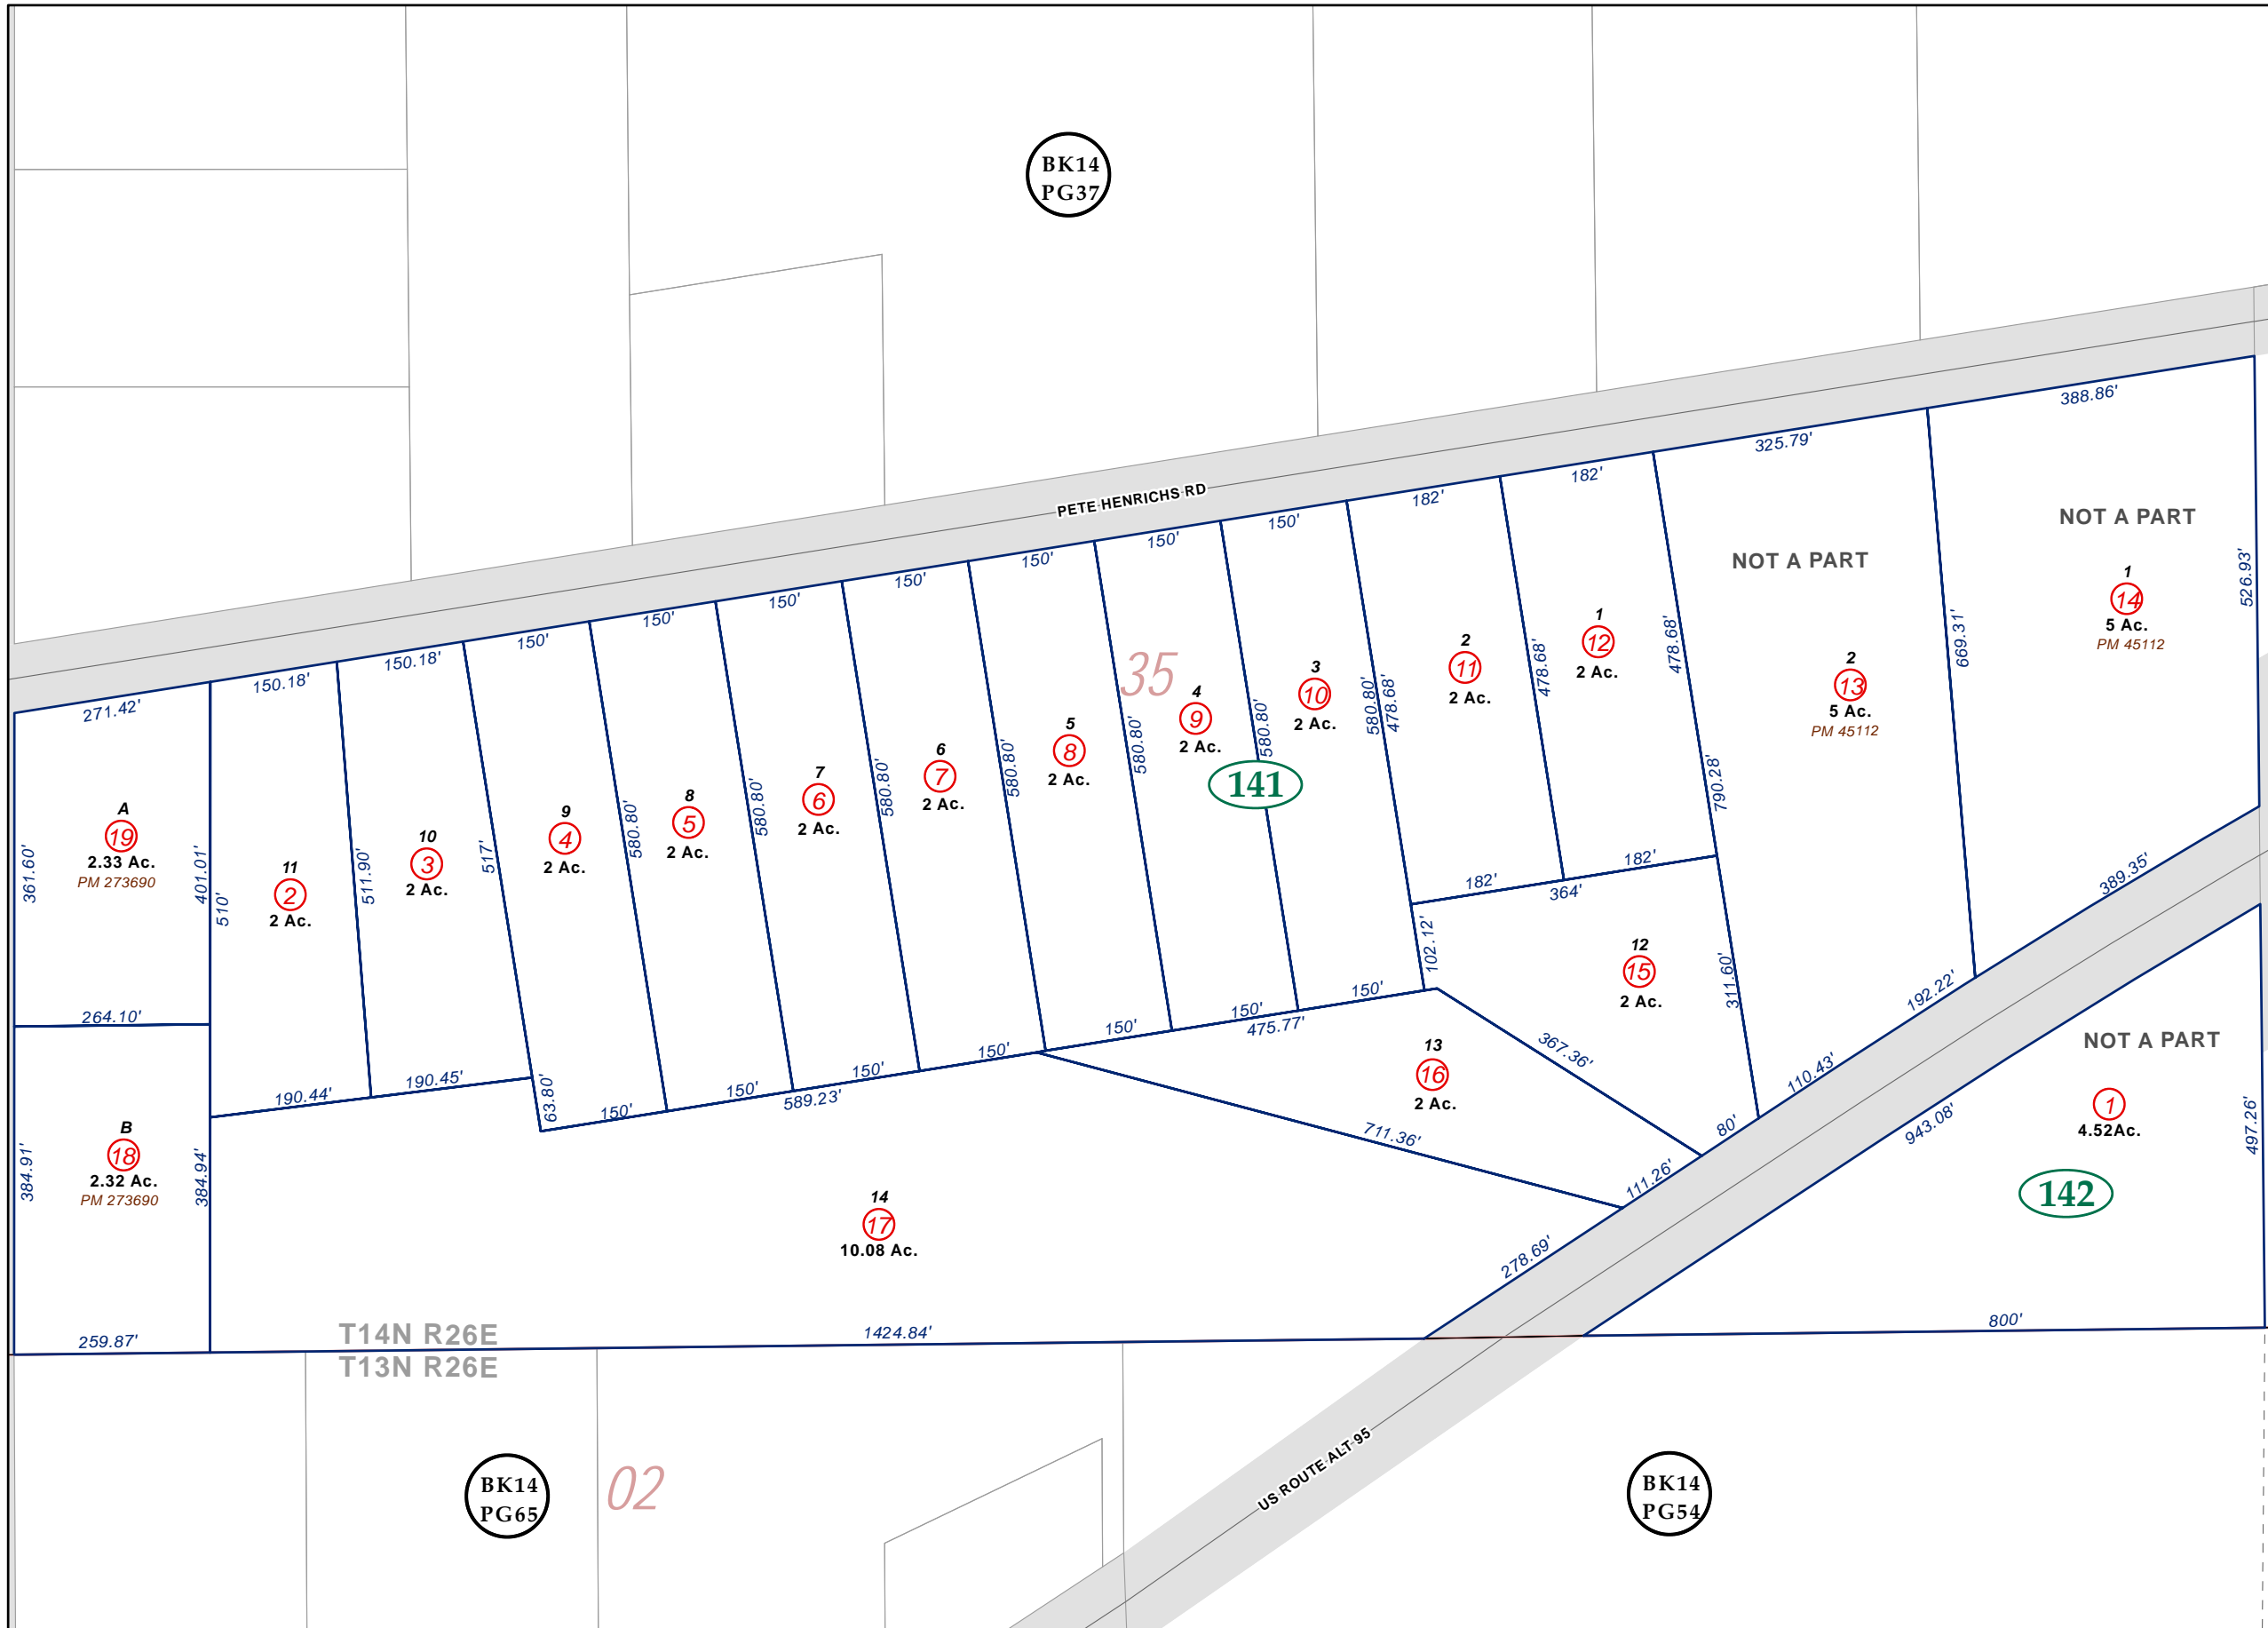 BK14
PG37
PETE HENRICHS RD
388.86'
325.79'
182'
182'
150'
150'
150'
150'
150'
150'
150'
150.18'
150.18'
271.42'
NOT A PART
NOT A PART
1
14
5 Ac.
PM 45112
526.93'
669.31'
2
13
5 Ac.
PM 45112
1
12
2 Ac.
478.68'
478.68'
790.28'
2
11
2 Ac.
3
10
2 Ac.
580.80'
478.68'
35
4
9
2 Ac.
580.80'
141
5
8
2 Ac.
580.80'
6
7
2 Ac.
580.80'
7
6
2 Ac.
580.80'
8
5
2 Ac.
580.80'
9
4
2 Ac.
580.80'
10
3
2 Ac.
517'
11
2
2 Ac.
511.90'
510'
A
19
2.33 Ac.
PM 273690
361.60'
401.01'
264.10'
182'
182'
364'
102.12'
12
15
2 Ac.
311.60'
389.35'
192.22'
110.43'
80'
367.36'
13
16
2 Ac.
475.77'
150'
150'
150'
150'
150'
150'
150'
589.23'
63.80'
190.44'
190.45'
711.36'
111.26'
278.69'
943.08'
NOT A PART
1
4.52Ac.
497.26'
142
B
18
2.32 Ac.
PM 273690
384.91'
384.94'
14
17
10.08 Ac.
259.87'
1424.84'
800'
T14N R26E
T13N R26E
BK14
PG65
02
US ROUTE ALT 95
BK14
PG54